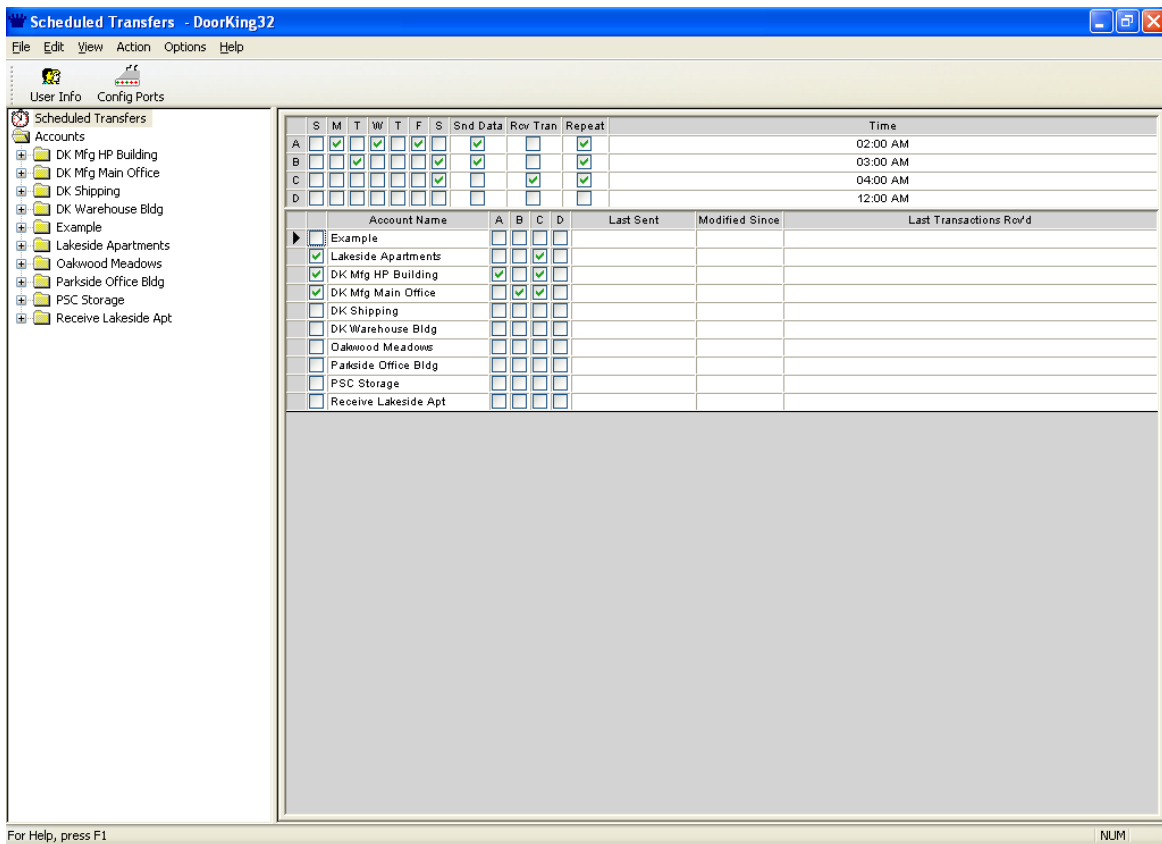 Scheduled Transfers - DoorKing32
File Edit View Action Options Help
User Info Config Ports
Scheduled Transfers
Accounts
DK Mfg HP Building
DK Mfg Main Office
DK Shipping
DK Warehouse Bldg
Example
Lakeside Apartments
Oakwood Meadows
Parkside Office Bldg
PSC Storage
Receive Lakeside Apt
S M T W T F S Snd Data Rcv Tran Repeat Time
A 02:00 AM
B 03:00 AM
C 04:00 AM
D 12:00 AM
Account Name A B C D Last Sent Modified Since Last Transactions Rcv'd
Example
Lakeside Apartments
DK Mfg HP Building
DK Mfg Main Office
DK Shipping
DK Warehouse Bldg
Oakwood Meadows
Parkside Office Bldg
PSC Storage
Receive Lakeside Apt
For Help, press F1 NUM